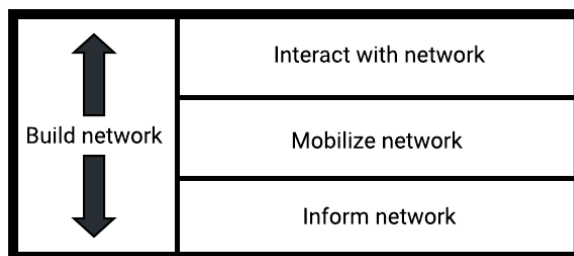 Build network
Interact with network
Mobilize network
Inform network